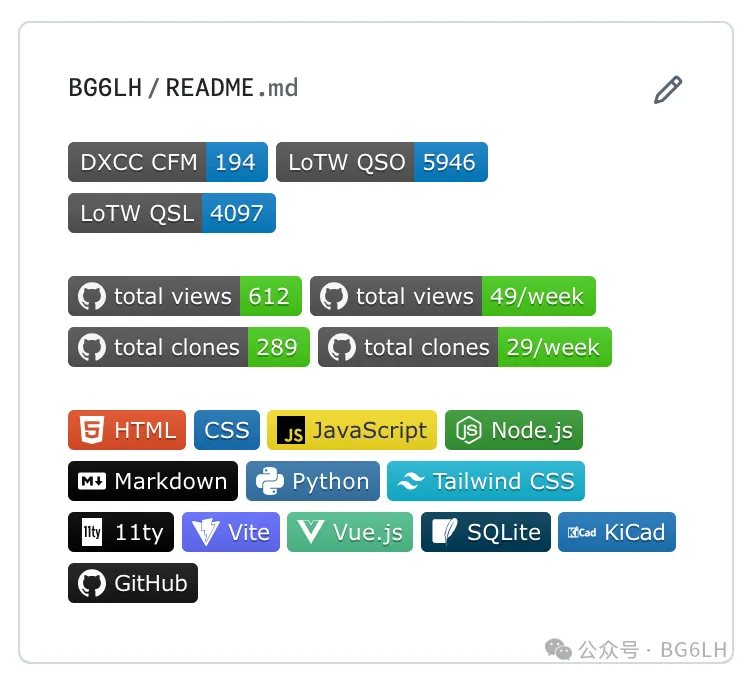 BG6LH / README.md
DXCC CFM 194 LoTW QSO 5946
LoTW QSL 4097
total views 612 total views 49/week
total clones 289 total clones 29/week
5 HTML CSS JS JavaScript JS Node.js
M Markdown Python Tailwind CSS
11ty 11ty Vite Vue.js SQLite KiCad KiCad
GitHub
公众号 · BG6LH